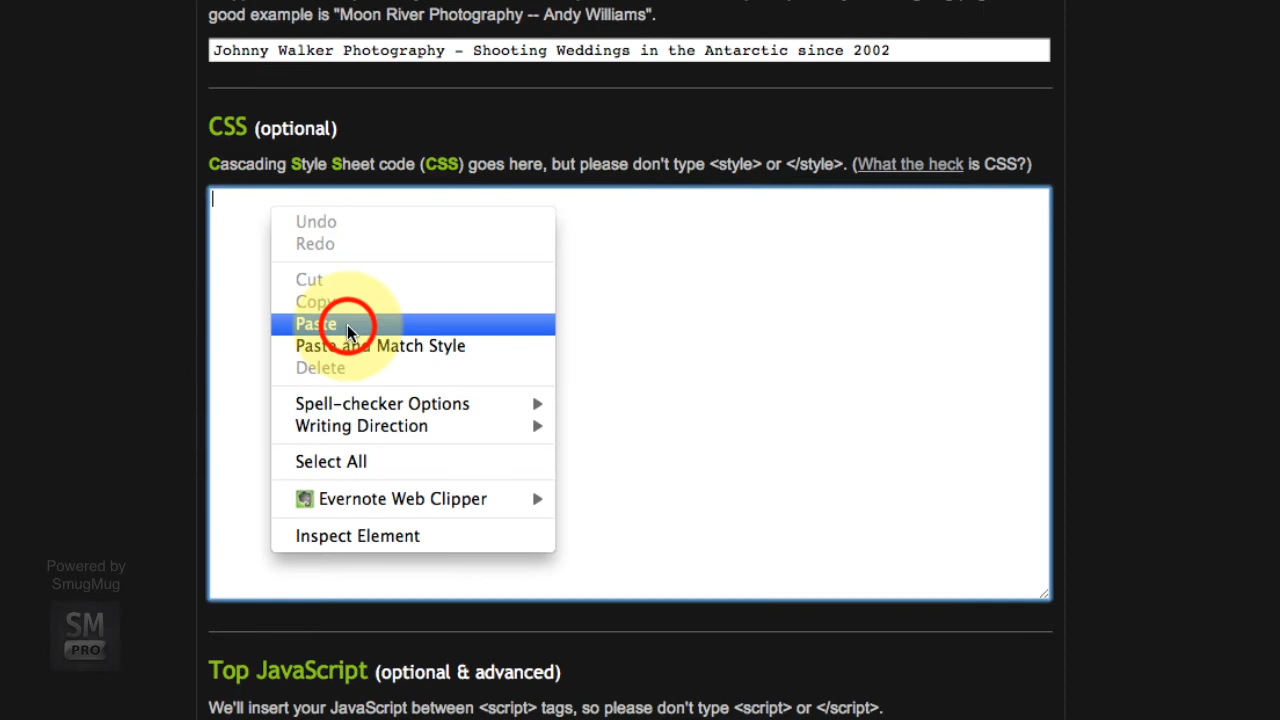 good example is "Moon River Photography -- Andy Williams".
Johnny Walker Photography - Shooting Weddings in the Antarctic since 2002
CSS (optional)
Cascading Style Sheet code (CSS) goes here, but please don't type <style> or </style>. (What the heck is CSS?)
Undo
Redo
Cut
Copy
Paste
Paste and Match Style
Delete
Spell-checker Options
Writing Direction
Select All
Evernote Web Clipper
Inspect Element
Powered by
SmugMug
SM
PRO
Top JavaScript (optional & advanced)
We'll insert your JavaScript between <script> tags, so please don't type <script> or </script>.